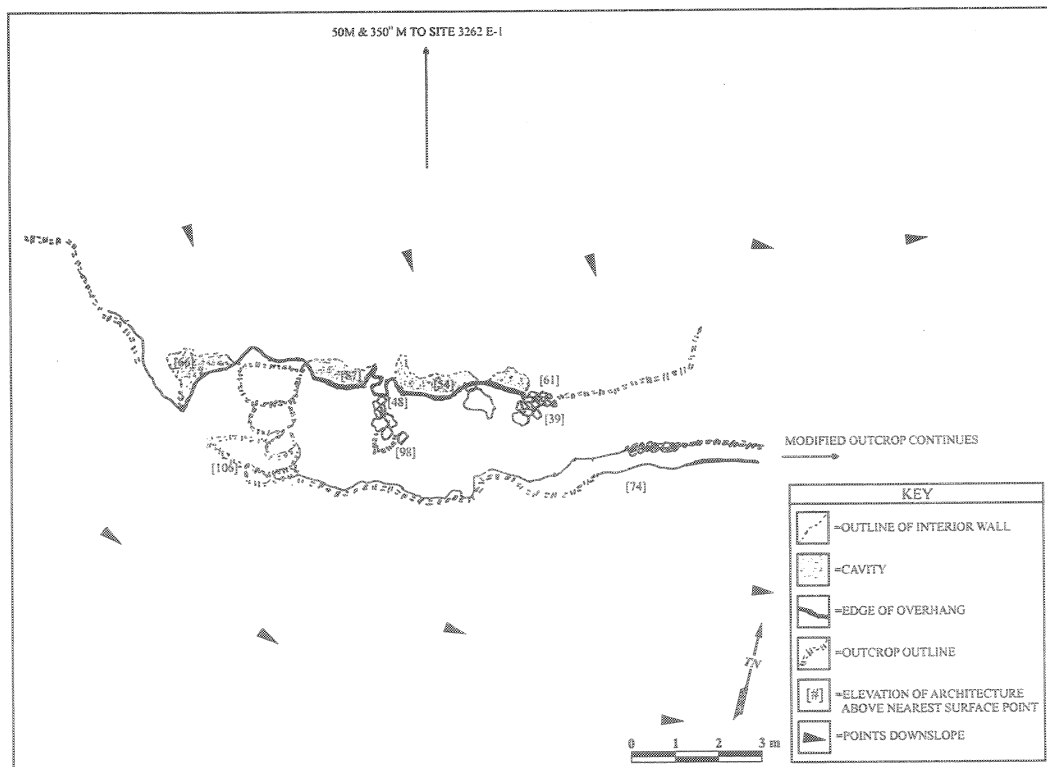 50M & 350° M TO SITE 3262 E-1
[66]
[87]
[54]
[48]
[61]
[39]
[98]
[106]
[74]
MODIFIED OUTCROP CONTINUES
KEY
=OUTLINE OF INTERIOR WALL
=CAVITY
=EDGE OF OVERHANG
=OUTCROP OUTLINE
[#] =ELEVATION OF ARCHITECTURE
ABOVE NEAREST SURFACE POINT
=POINTS DOWNSLOPE
TN
0 1 2 3 m